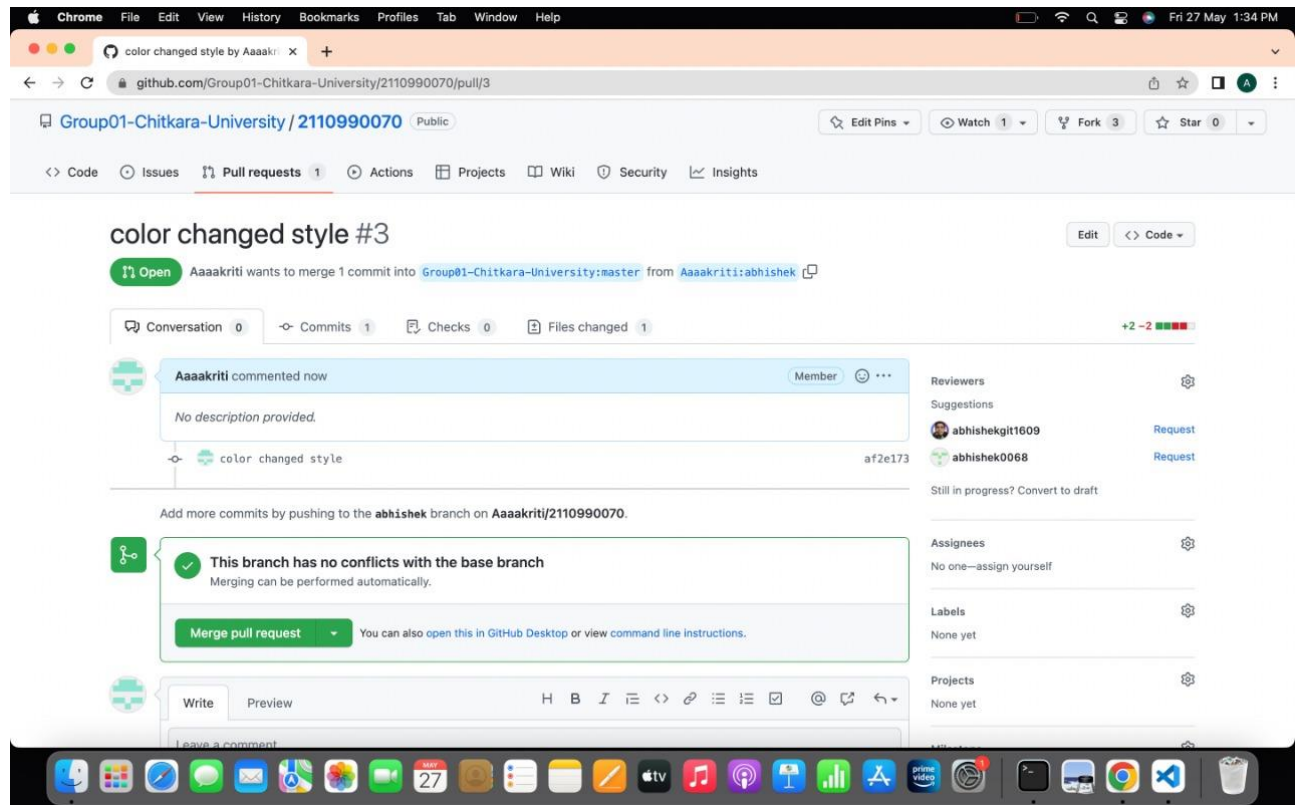 Chrome File Edit View History Bookmarks Profiles Tab Window Help Fri 27 May 1:34 PM
color changed style by Aaaakri
github.com/Group01-Chitkara-University/2110990070/pull/3 A
Group01-Chitkara-University / 2110990070 Public Edit Pins Watch 1 Fork 3 Star 0
Code Issues Pull requests 1 Actions Projects Wiki Security Insights
color changed style #3 Edit Code
Open Aaaakriti wants to merge 1 commit into Group01-Chitkara-University:master from Aaaakriti:abhishek
Conversation 0 Commits 1 Checks 0 Files changed 1 +2 −2
Aaaakriti commented now Member
No description provided.
color changed style af2e173
Add more commits by pushing to the abhishek branch on Aaaakriti/2110990070.
This branch has no conflicts with the base branch
Merging can be performed automatically.
Merge pull request You can also open this in GitHub Desktop or view command line instructions.
Write Preview H B I @
Leave a comment
Reviewers
Suggestions
abhishekgit1609 Request
abhishek0068 Request
Still in progress? Convert to draft
Assignees
No one—assign yourself
Labels
None yet
Projects
None yet
Milestone
MAY
27
tv
prime video
1